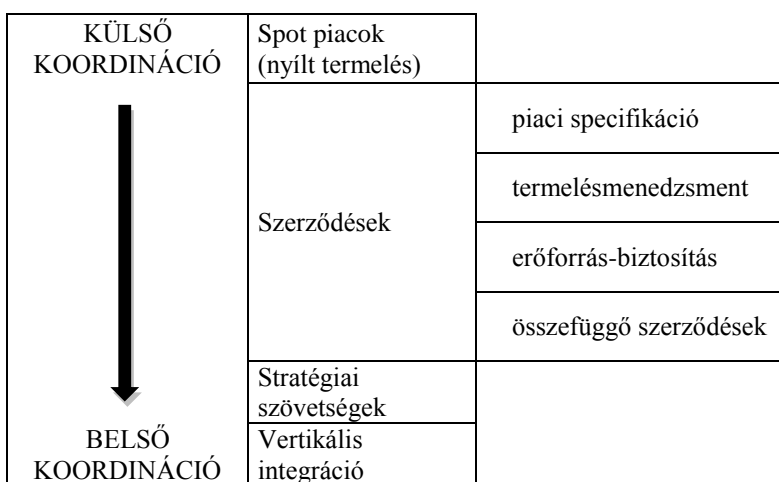 KÜLSŐ
KOORDINÁCIÓ
Spot piacok
(nyílt termelés)
Szerződések
piaci specifikáció
termelésmenedzsment
erőforrás-biztosítás
összefüggő szerződések
Stratégiai
szövetségek
BELSŐ
KOORDINÁCIÓ
Vertikális
integráció